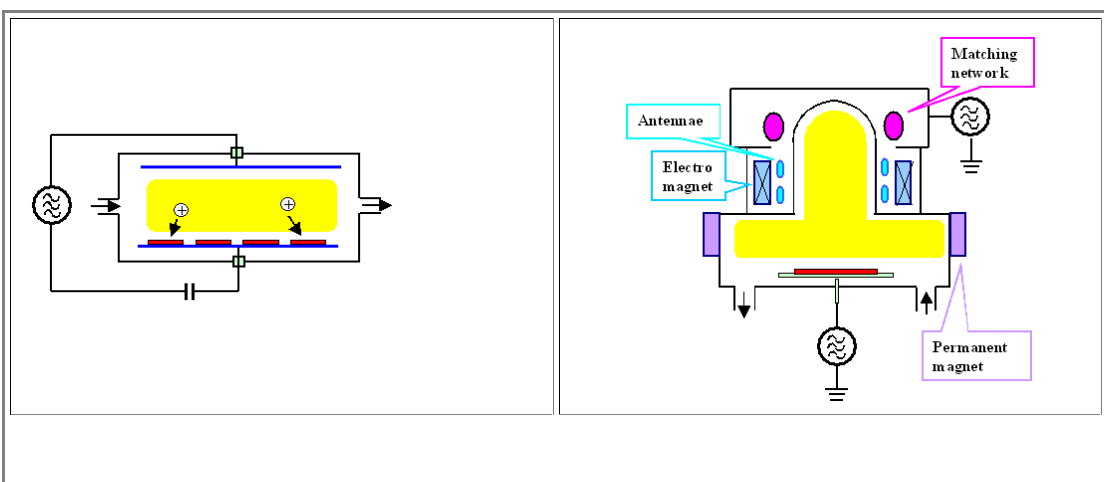 Matching
network
Antennae
Electro
magnet
Permanent
magnet